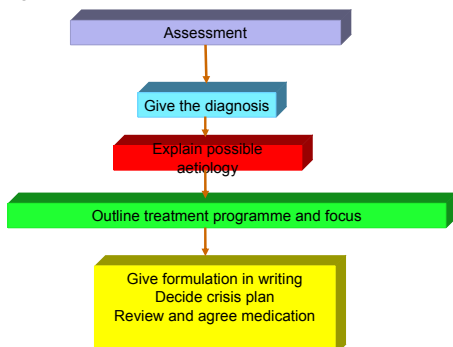 Assessment
Give the diagnosis
Explain possible
aetiology
Outline treatment programme and focus
Give formulation in writing
Decide crisis plan
Review and agree medication